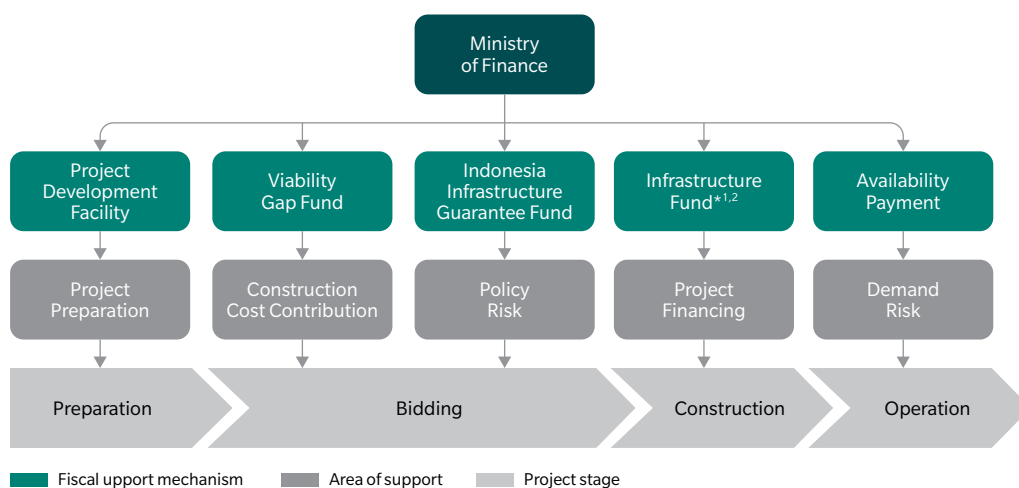 Ministry
of Finance
Project
Development
Facility
Viability
Gap Fund
Indonesia
Infrastructure
Guarantee Fund
Infrastructure
Fund*1,2
Availability
Payment
Project
Preparation
Construction
Cost Contribution
Policy
Risk
Project
Financing
Demand
Risk
Preparation
Bidding
Construction
Operation
Fiscal upport mechanism
Area of support
Project stage